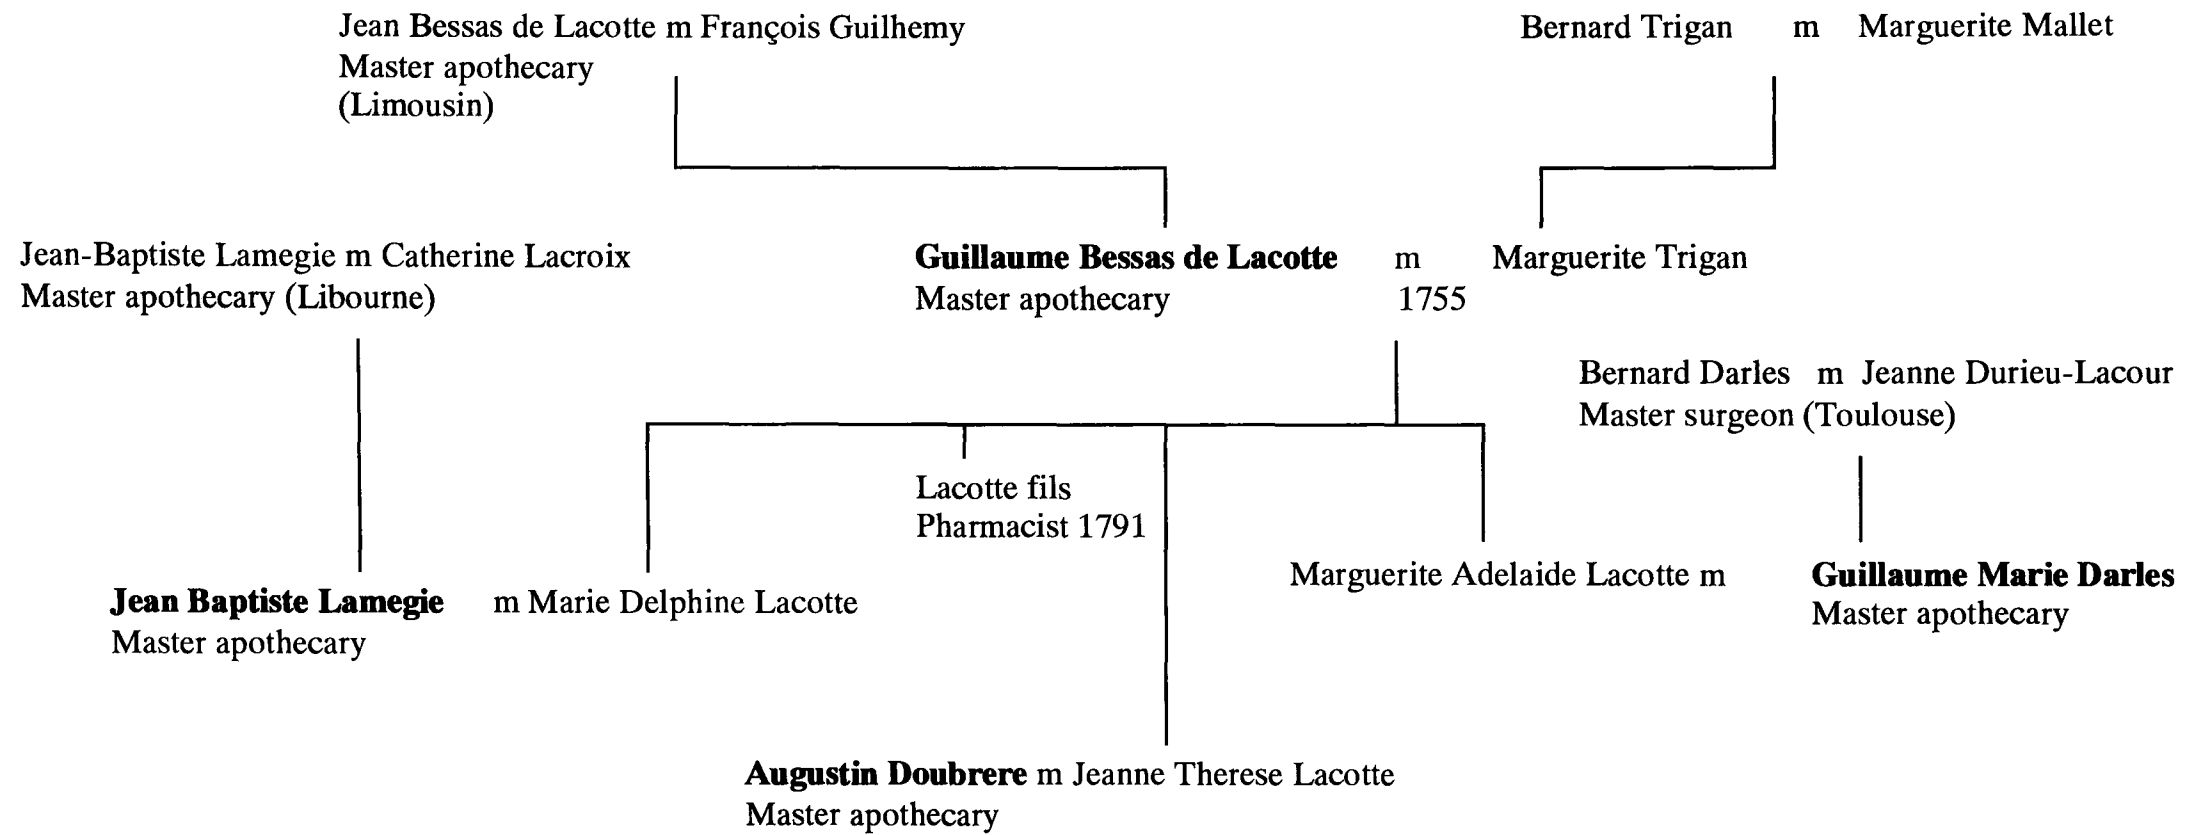 Jean Bessas de Lacotte m François Guilhemy
Master apothecary
(Limousin)
Bernard Trigan m Marguerite Mallet
Jean-Baptiste Lamegie m Catherine Lacroix
Master apothecary (Libourne)
Guillaume Bessas de Lacotte m Marguerite Trigan
Master apothecary 1755
Bernard Darles m Jeanne Durieu-Lacour
Master surgeon (Toulouse)
Lacotte fils
Pharmacist 1791
Marguerite Adelaide Lacotte m Guillaume Marie Darles
Master apothecary
Jean Baptiste Lamegie m Marie Delphine Lacotte
Master apothecary
Augustin Doubrere m Jeanne Therese Lacotte
Master apothecary